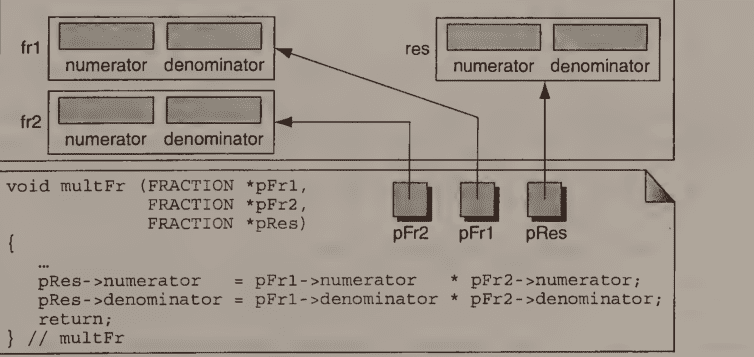 fr1
numerator denominator
res
numerator denominator
fr2
numerator denominator
pFr2 pFr1 pRes
void multFr (FRACTION *pFr1,
FRACTION *pFr2,
FRACTION *pRes)
{
…
pRes->numerator = pFr1->numerator * pFr2->numerator;
pRes->denominator = pFr1->denominator * pFr2->denominator;
return;
} // multFr